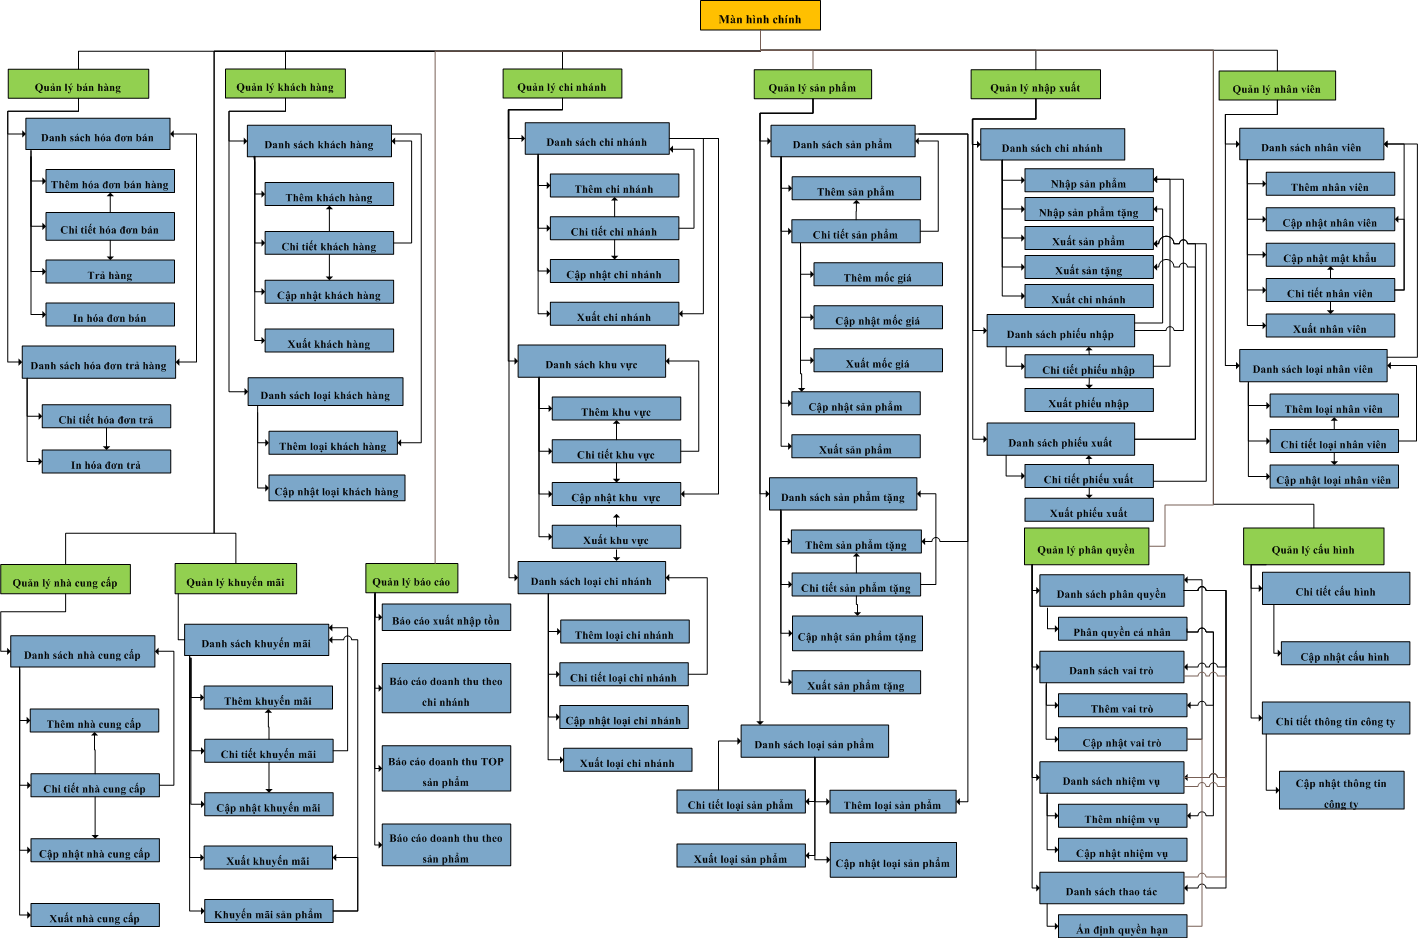 Màn hình chính
Quản lý bán hàng
Danh sách hóa đơn bán
Thêm hóa đơn bán hàng
Chi tiết hóa đơn bán
Trả hàng
In hóa đơn bán
Danh sách hóa đơn trả hàng
Chi tiết hóa đơn trả
In hóa đơn trả
Quản lý khách hàng
Danh sách khách hàng
Thêm khách hàng
Chi tiết khách hàng
Cập nhật khách hàng
Xuất khách hàng
Danh sách loại khách hàng
Thêm loại khách hàng
Cập nhật loại khách hàng
Quản lý chi nhánh
Danh sách chi nhánh
Thêm chi nhánh
Chi tiết chi nhánh
Cập nhật chi nhánh
Xuất chi nhánh
Danh sách khu vực
Thêm khu vực
Chi tiết khu vực
Cập nhật khu vực
Xuất khu vực
Danh sách loại chi nhánh
Thêm loại chi nhánh
Chi tiết loại chi nhánh
Cập nhật loại chi nhánh
Xuất loại chi nhánh
Quản lý sản phẩm
Danh sách sản phẩm
Thêm sản phẩm
Chi tiết sản phẩm
Thêm mốc giá
Cập nhật mốc giá
Xuất mốc giá
Cập nhật sản phẩm
Xuất sản phẩm
Danh sách sản phẩm tặng
Thêm sản phẩm tặng
Chi tiết sản phẩm tặng
Cập nhật sản phẩm tặng
Xuất sản phẩm tặng
Danh sách loại sản phẩm
Chi tiết loại sản phẩm
Thêm loại sản phẩm
Xuất loại sản phẩm
Cập nhật loại sản phẩm
Quản lý nhập xuất
Danh sách chi nhánh
Nhập sản phẩm
Nhập sản phẩm tặng
Xuất sản phẩm
Xuất sản tặng
Xuất chi nhánh
Danh sách phiếu nhập
Chi tiết phiếu nhập
Xuất phiếu nhập
Danh sách phiếu xuất
Chi tiết phiếu xuất
Xuất phiếu xuất
Quản lý nhân viên
Danh sách nhân viên
Thêm nhân viên
Cập nhật nhân viên
Cập nhật mật khẩu
Chi tiết nhân viên
Xuất nhân viên
Danh sách loại nhân viên
Thêm loại nhân viên
Chi tiết loại nhân viên
Cập nhật loại nhân viên
Quản lý nhà cung cấp
Danh sách nhà cung cấp
Thêm nhà cung cấp
Chi tiết nhà cung cấp
Cập nhật nhà cung cấp
Xuất nhà cung cấp
Quản lý khuyến mãi
Danh sách khuyến mãi
Thêm khuyến mãi
Chi tiết khuyến mãi
Cập nhật khuyến mãi
Xuất khuyến mãi
Khuyến mãi sản phẩm
Quản lý báo cáo
Báo cáo xuất nhập tồn
Báo cáo doanh thu theo
chi nhánh
Báo cáo doanh thu TOP
sản phẩm
Báo cáo doanh thu theo
sản phẩm
Quản lý phân quyền
Danh sách phân quyền
Phân quyền cá nhân
Danh sách vai trò
Thêm vai trò
Cập nhật vai trò
Danh sách nhiệm vụ
Thêm nhiệm vụ
Cập nhật nhiệm vụ
Danh sách thao tác
Ấn định quyền hạn
Quản lý cấu hình
Chi tiết cấu hình
Cập nhật cấu hình
Chi tiết thông tin công ty
Cập nhật thông tin
công ty